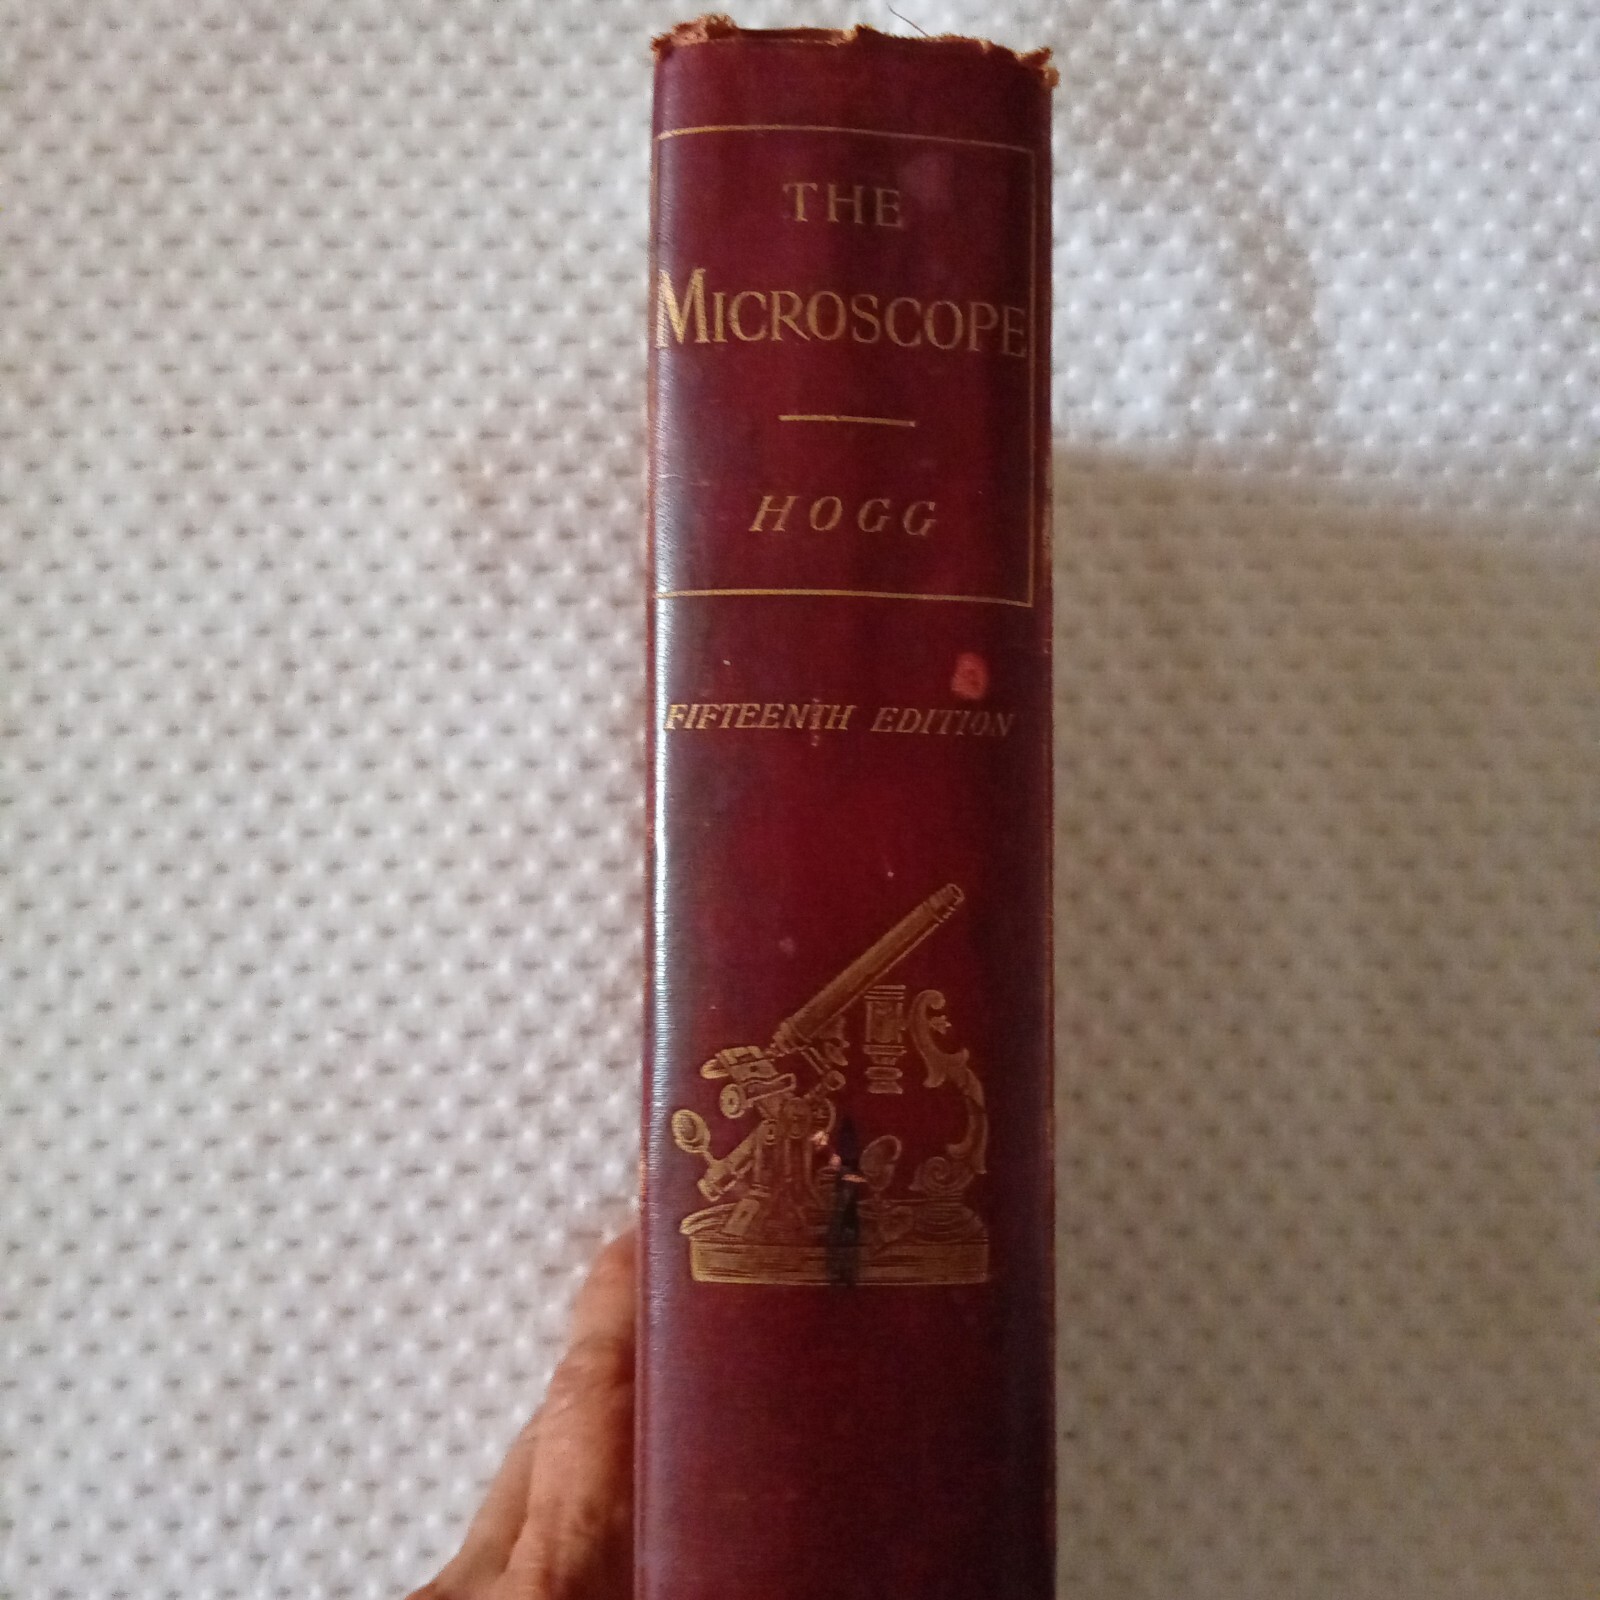 THE
MICROSCOPE
HOGG
FIFTEENTH EDITION